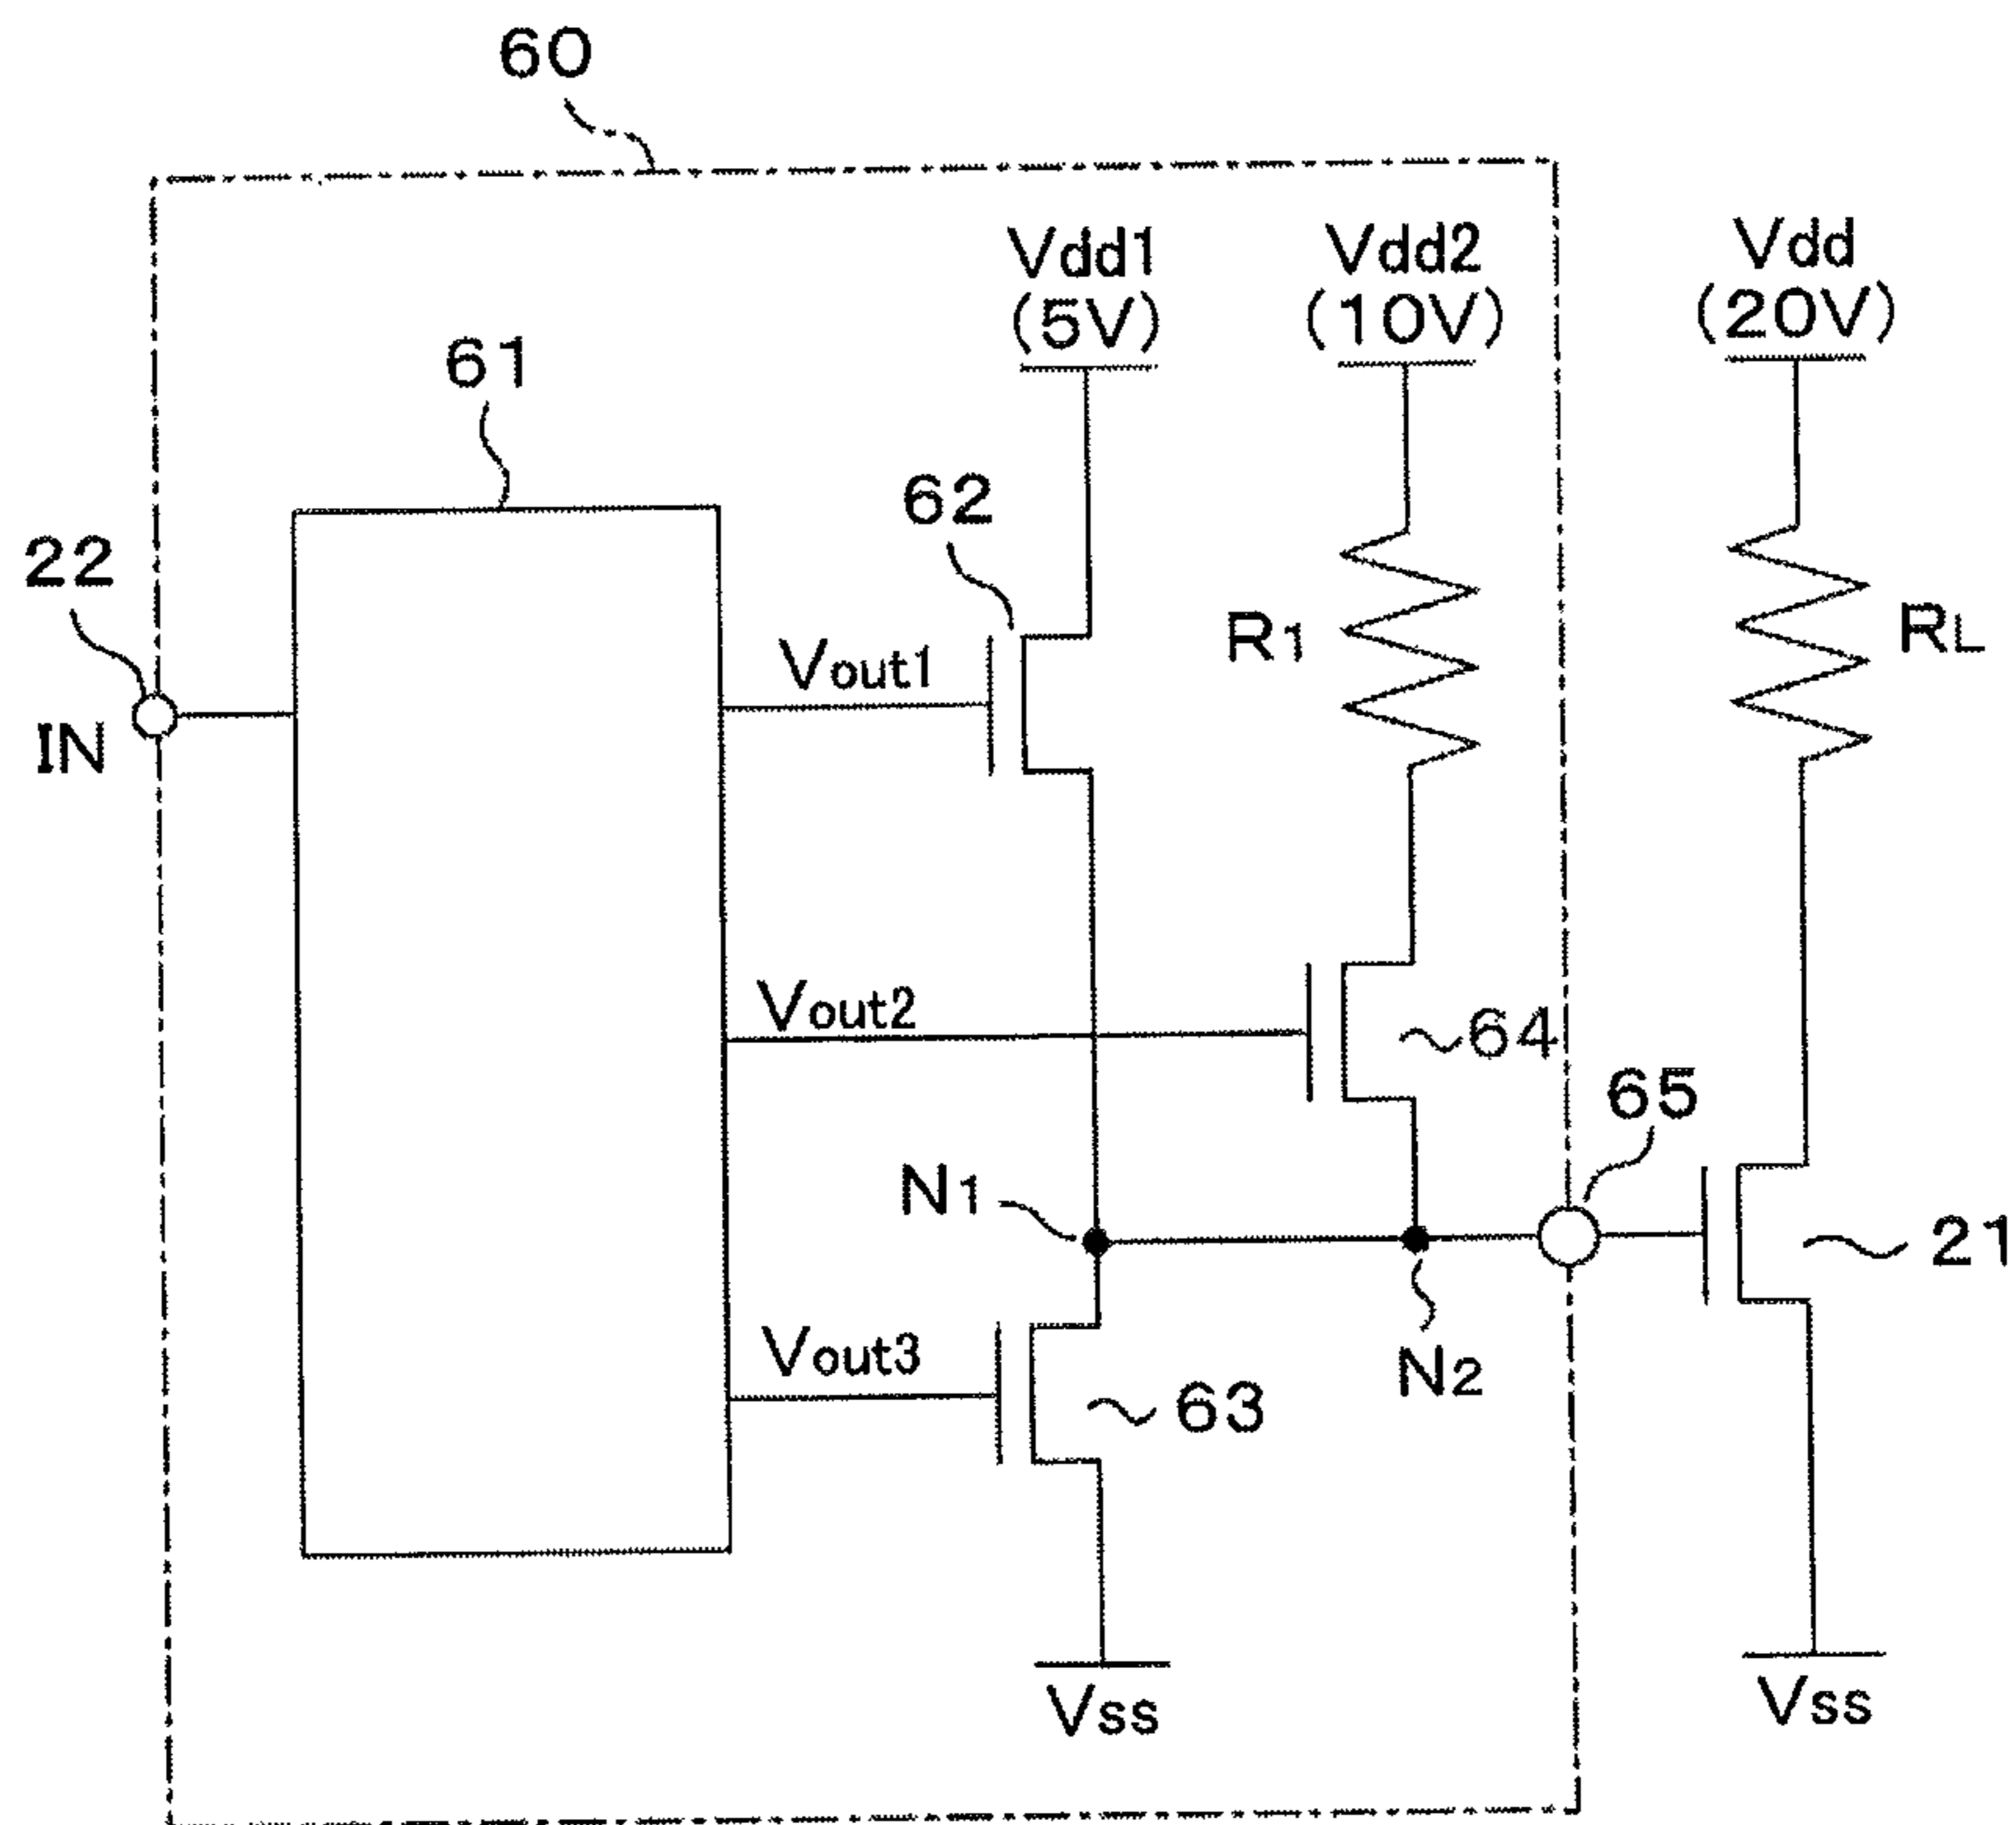 60
Vdd1
(5V)
Vdd2
(10V)
Vdd
(20V)
61
62
22
IN
Vout1
R1
RL
Vout2
64
65
N1
21
Vout3
63
N2
Vss
Vss